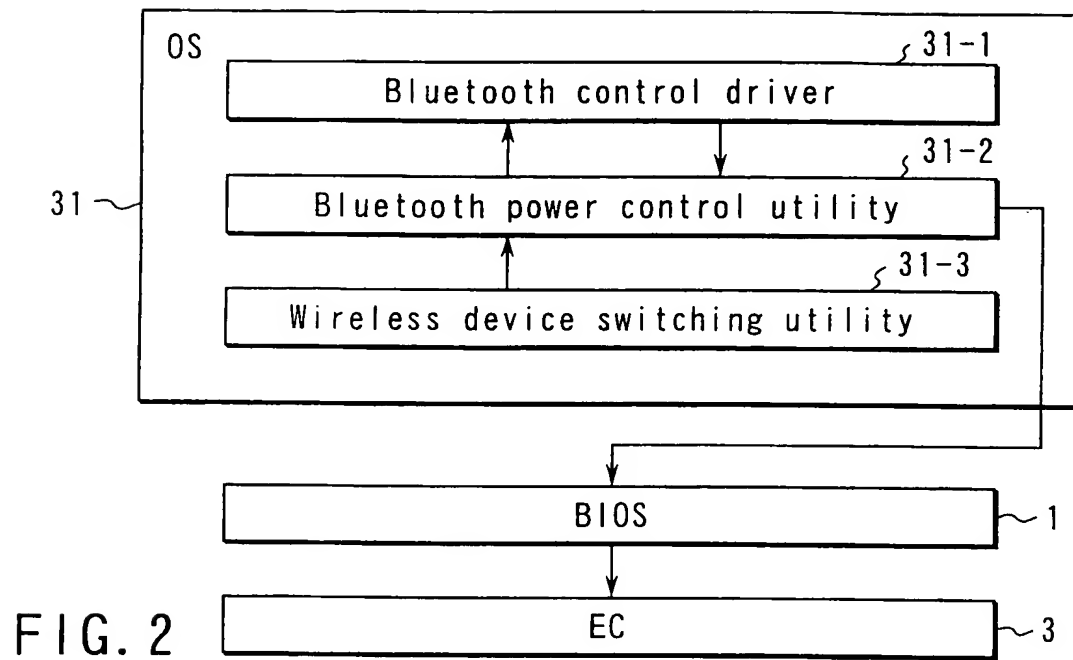 OS
31-1
Bluetooth control driver
31-2
31
Bluetooth power control utility
31-3
Wireless device switching utility
BIOS
1
EC
3
FIG. 2